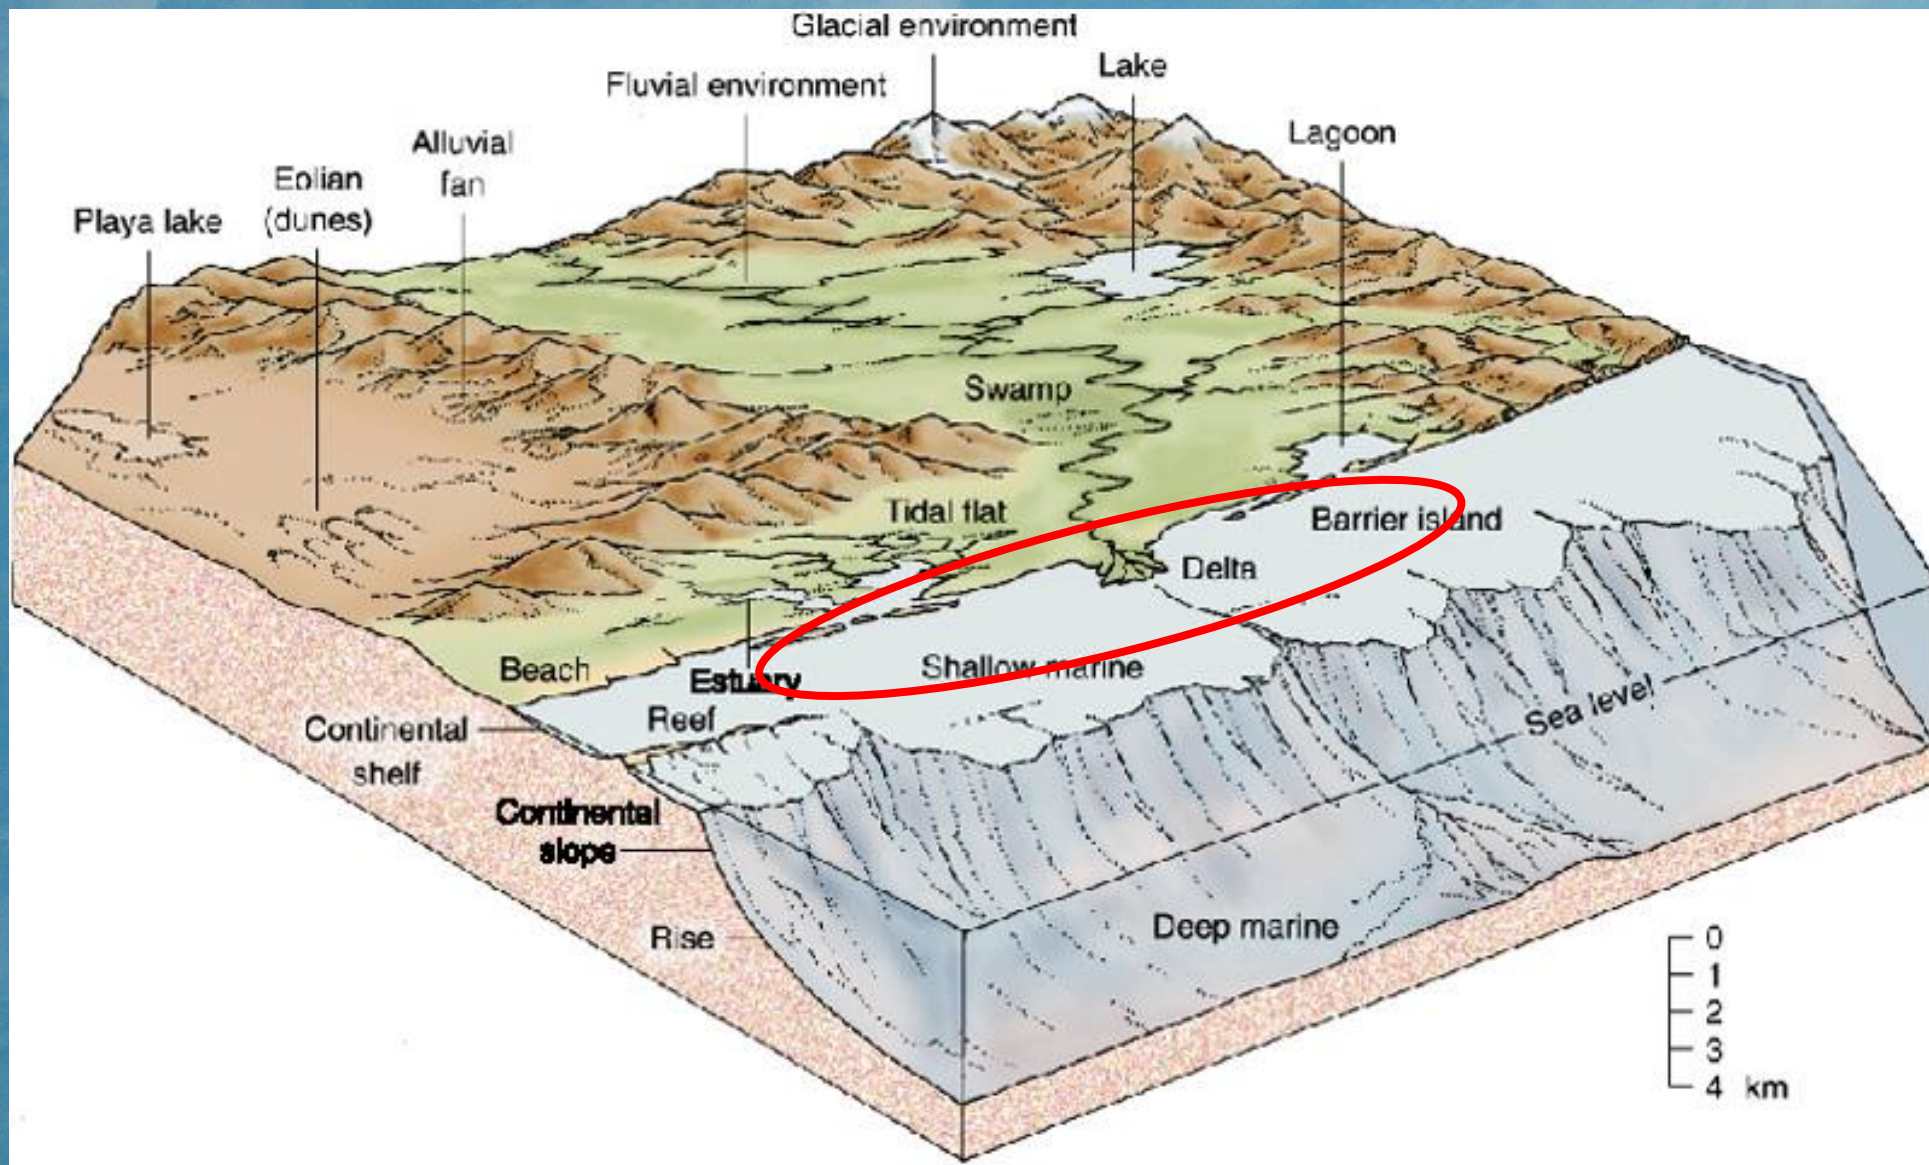 Glacial environment
Lake
Fluvial environment
Lagoon
Alluvial
fan
Eolian
(dunes)
Playa lake
Swamp
Tidal flat
Barrier island
Delta
Beach
Estuary
Shallow marine
Reef
Sea level
Continental
shelf
Continental
slope
Rise
Deep marine
0
1
2
3
4 km